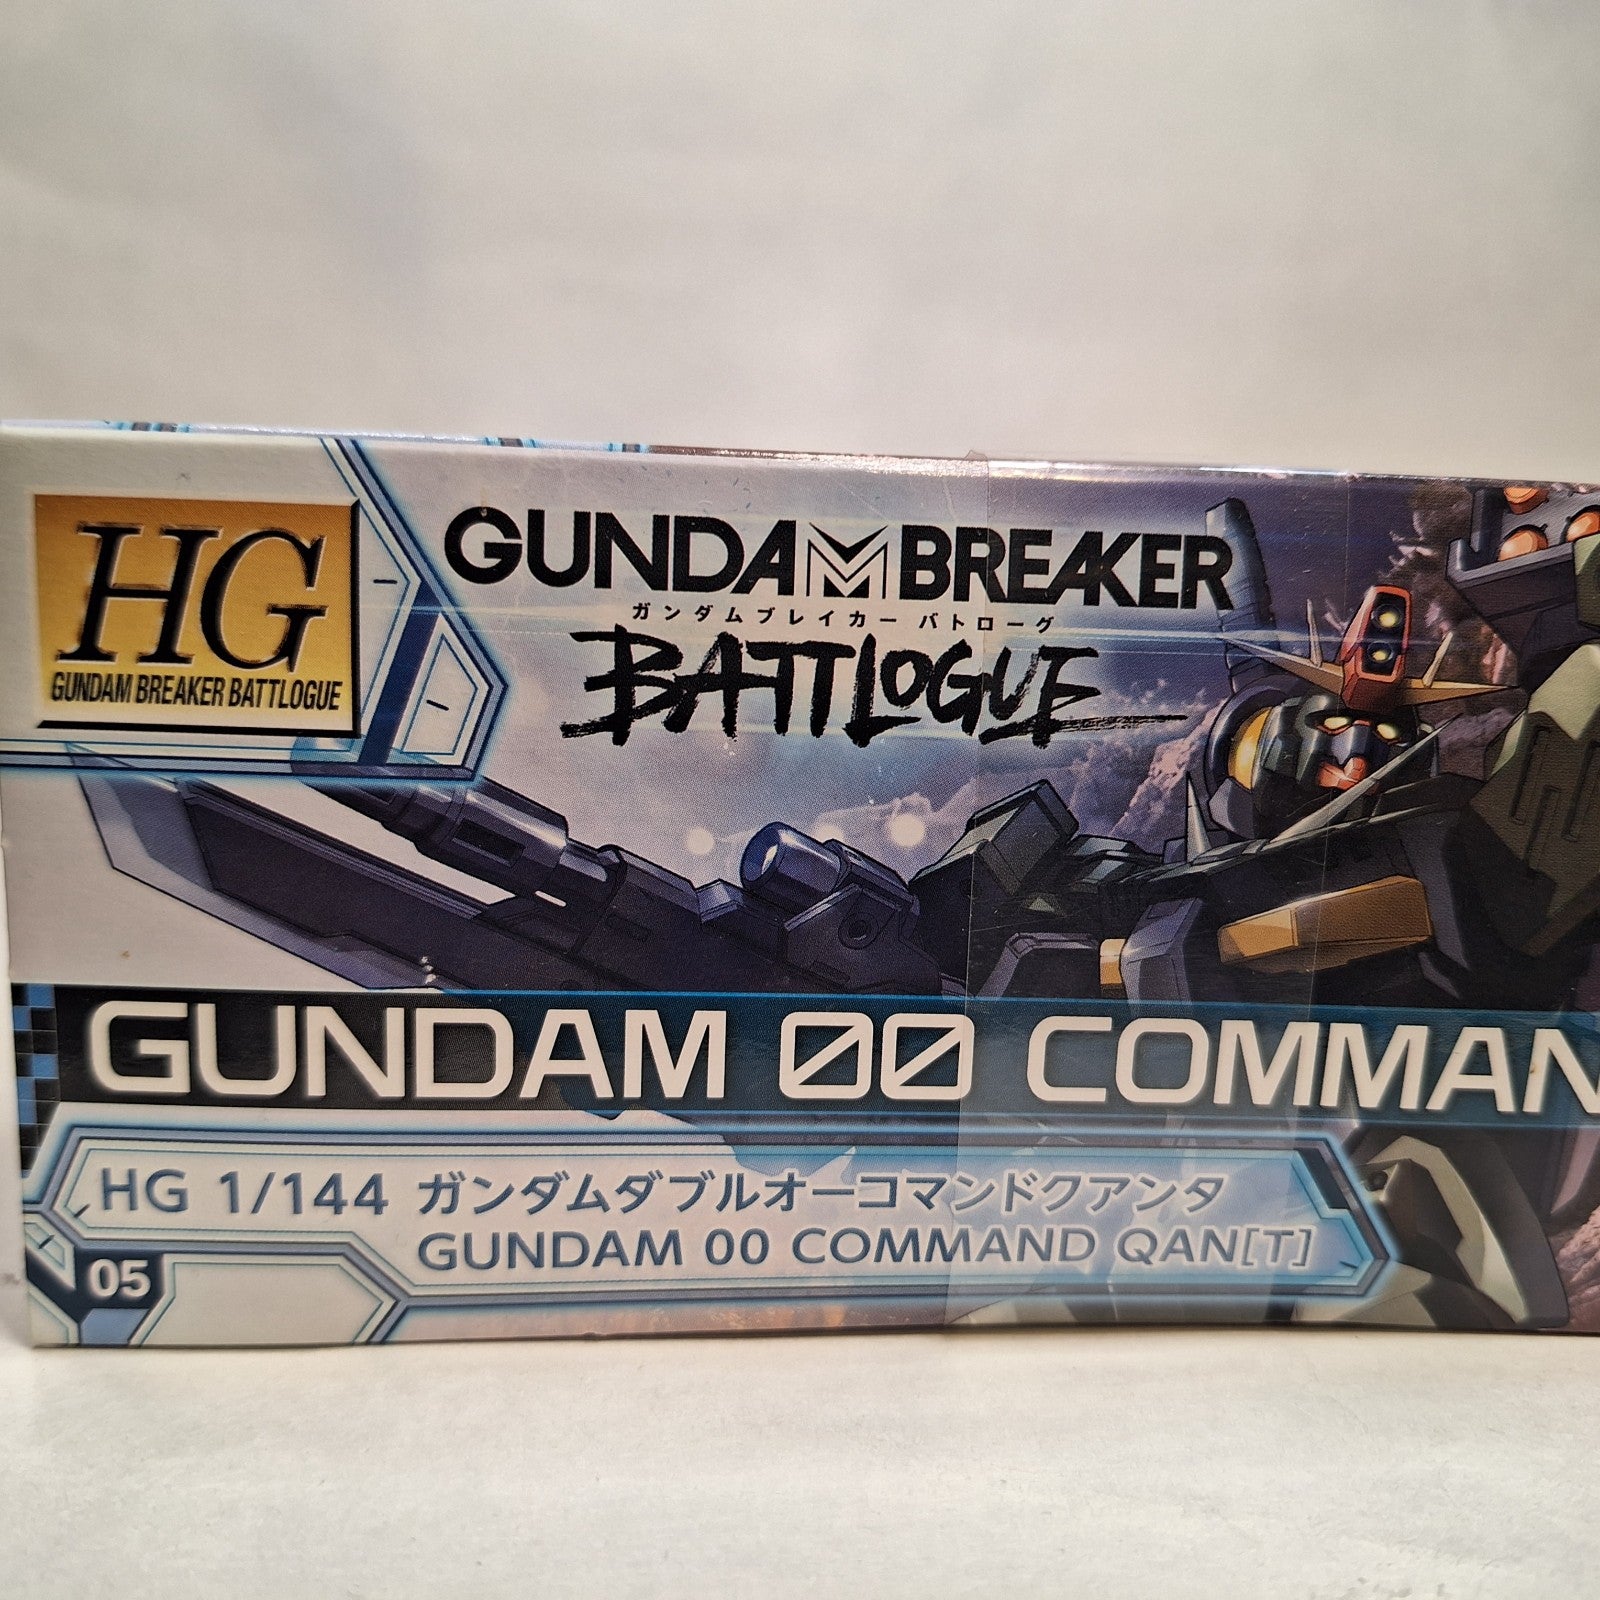 HG
GUNDAM BREAKER BATTLOGUE
GUNDAM BREAKER
ガンダムブレイカー バトローグ
BATTLOGUE
GUNDAM 00 COMMAN
HG 1/144 ガンダムダブルオーコマンドクアンタ
GUNDAM 00 COMMAND QAN[T]
05